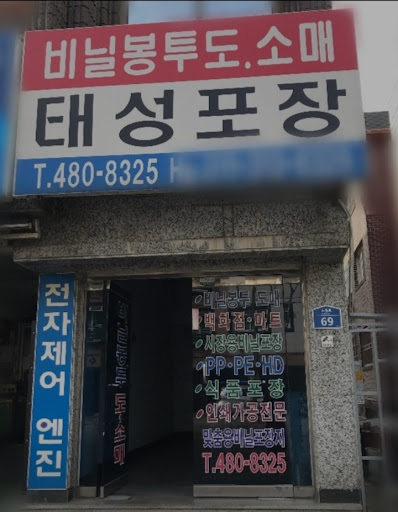 비닐봉투도.소매
태성포장
T.480-8325
전자제어 엔진
비닐봉투 도매
백화점·마트
시장용비닐포장
PP·PE·HD
식품포장
인쇄가공전문
맞춤용비닐포장지
T.480-8325
69